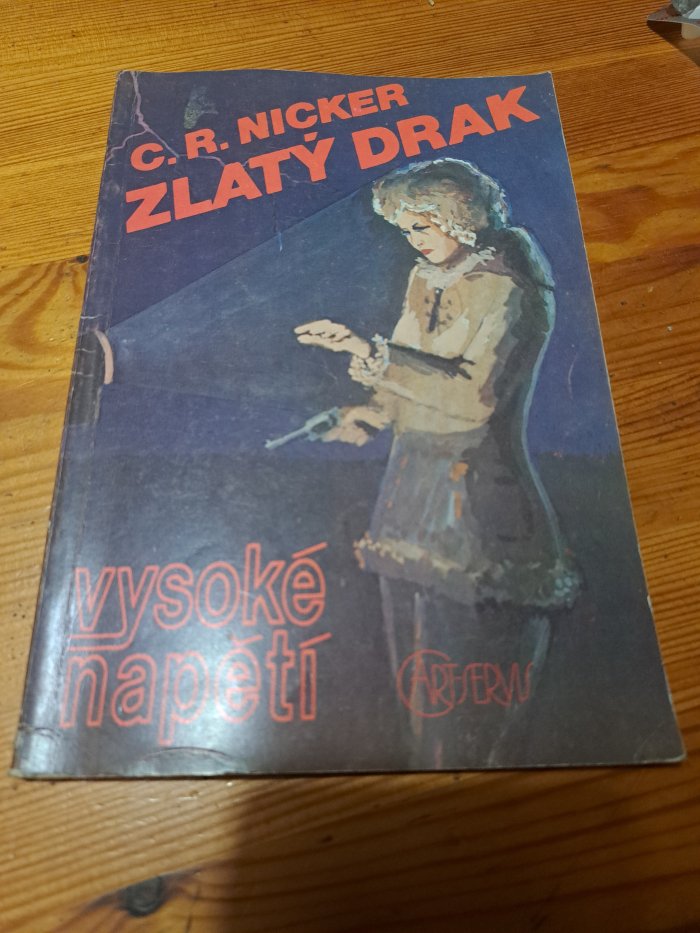 C. R. NICKER
ZLATÝ DRAK
vysoké
napětí
ARTSERVIS